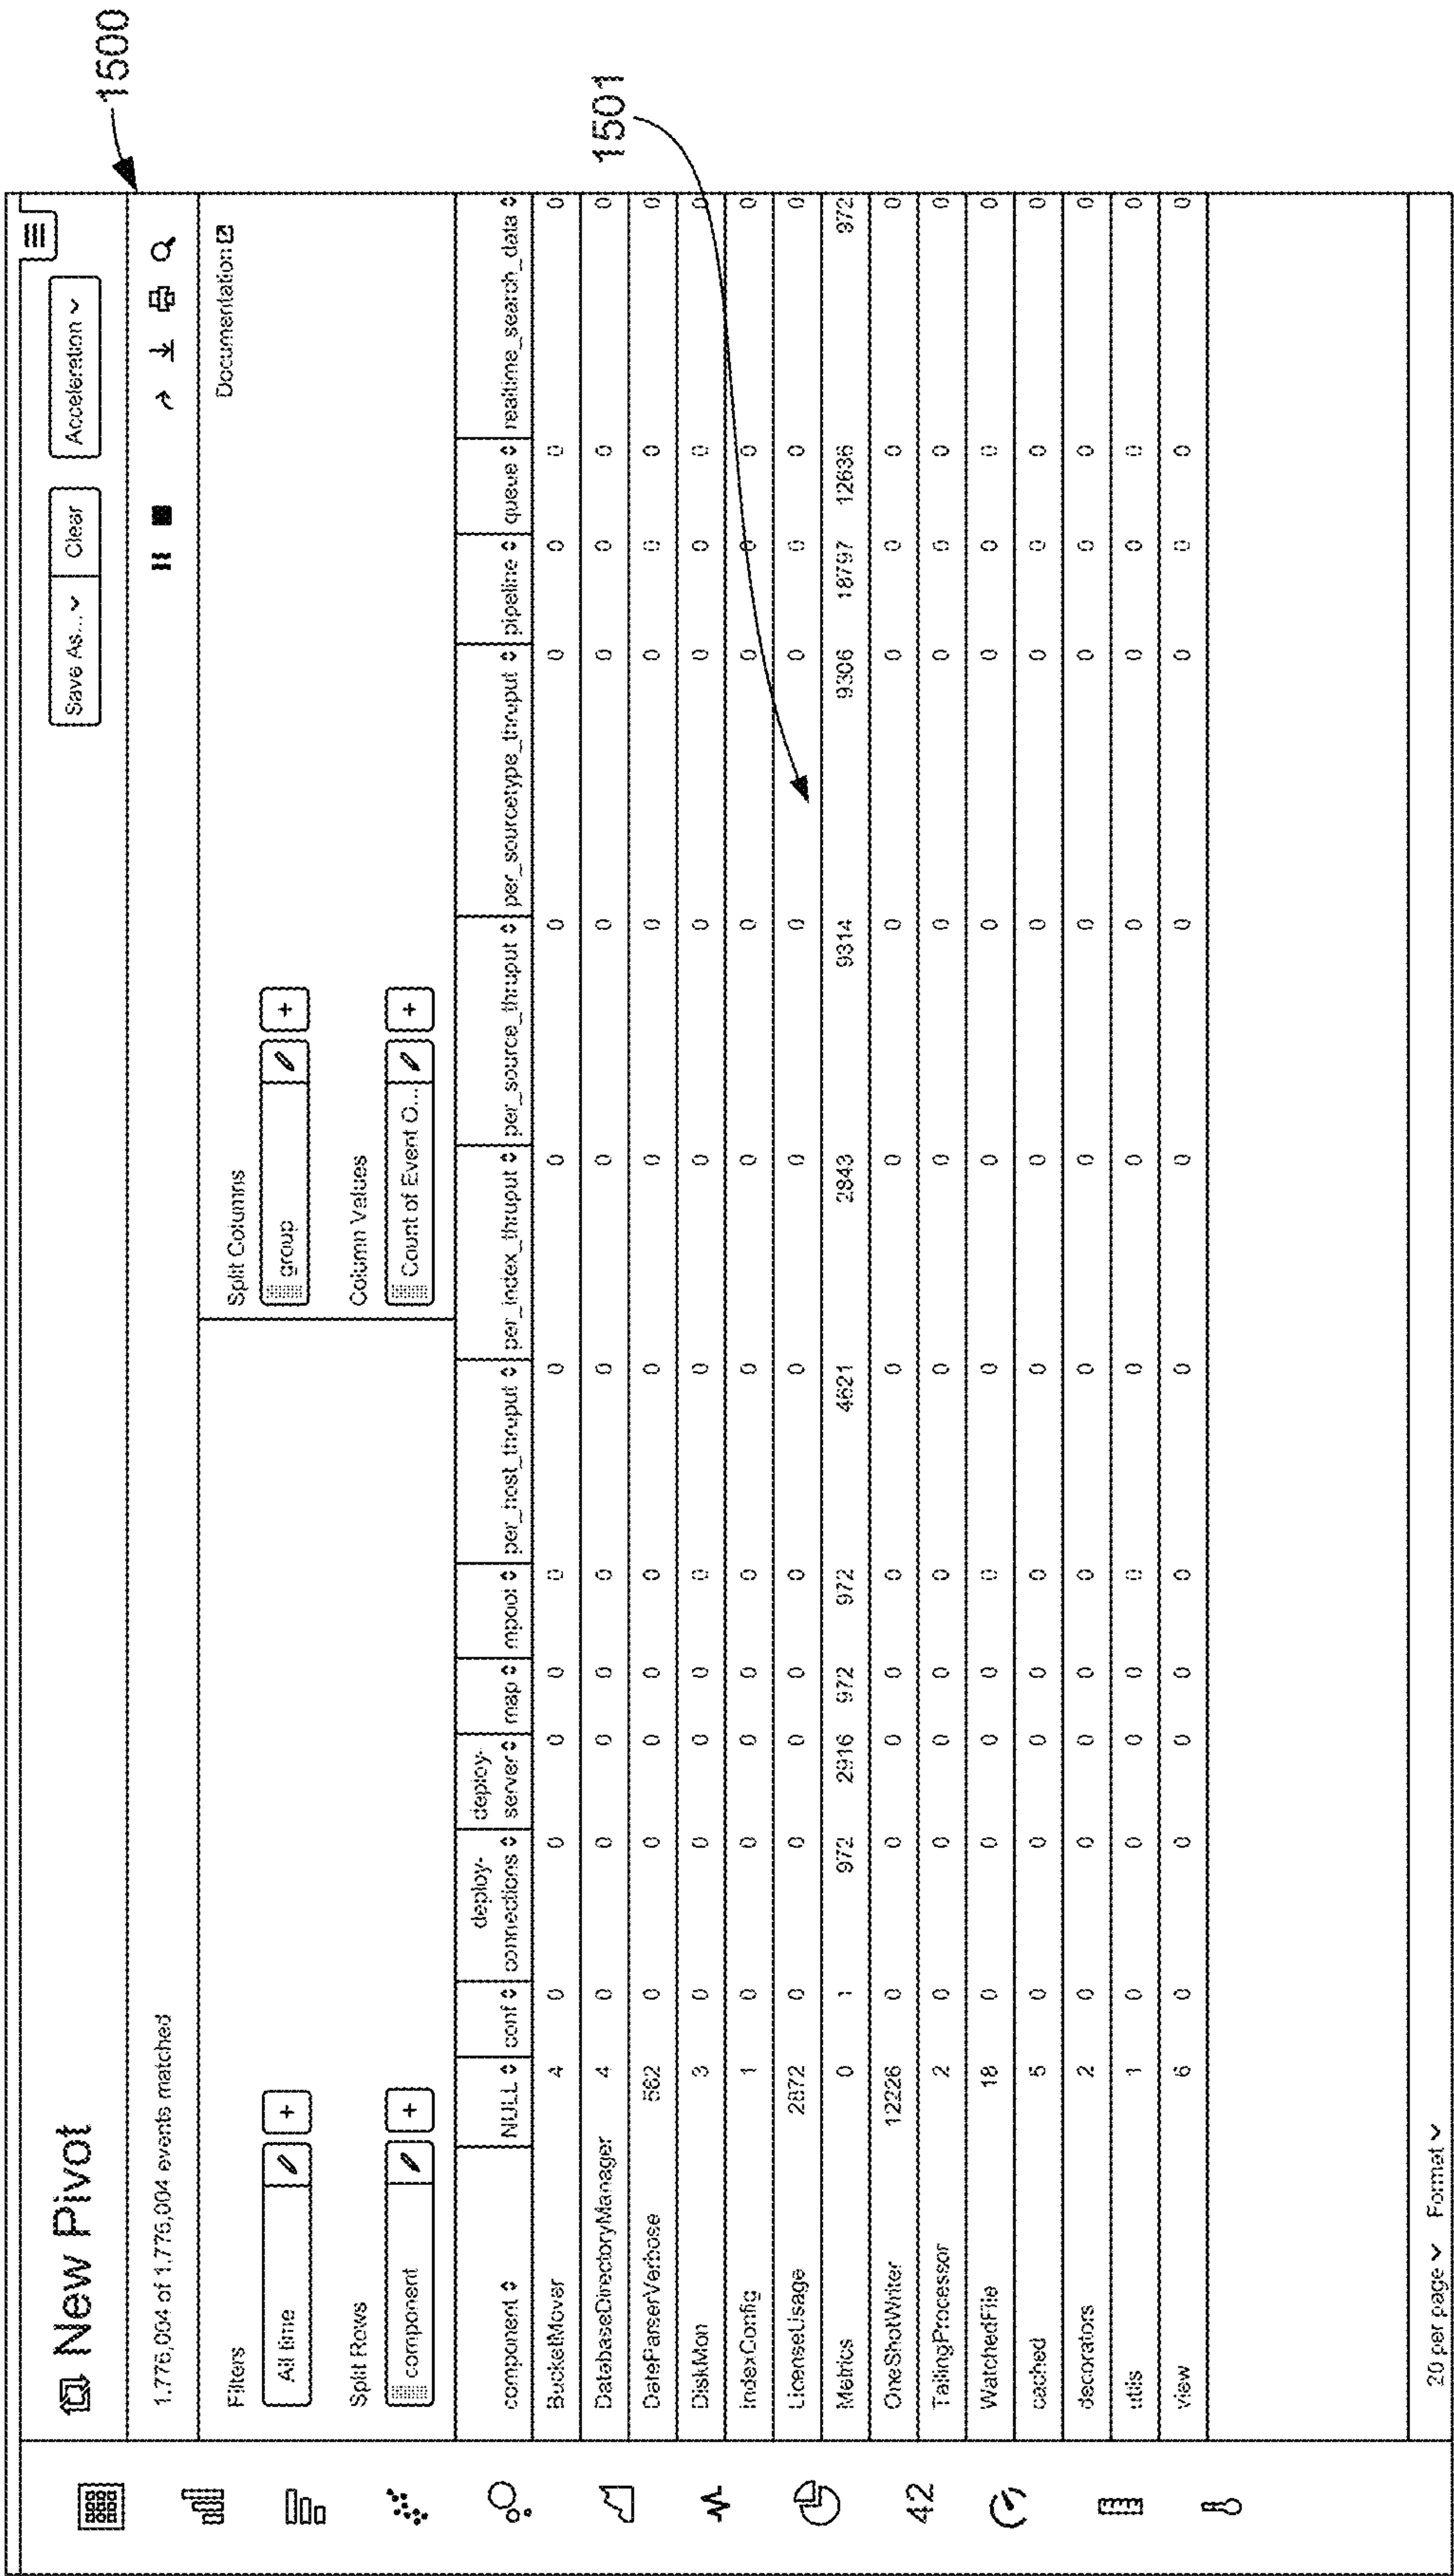 1500
1501
New Pivot
Save As... Clear Acceleration
1,776,004 of 1,776,004 events matched
Filters Split Columns Documentation
All time + group +
Split Rows Column Values
component + Count of Event O... +
component NULL conf deploy-connections deploy-server map mpool per_host_thruput per_index_thruput per_source_thruput per_sourcetype_thruput pipeline queue realtime_search_data
BucketMover 4 0 0 0 0 0 0 0 0 0 0 0 0
DatabaseDirectoryManager 4 0 0 0 0 0 0 0 0 0 0 0 0
DateParserVerbose 562 0 0 0 0 0 0 0 0 0 0 0 0
DiskMon 3 0 0 0 0 0 0 0 0 0 0 0 0
IndexConfig 1 0 0 0 0 0 0 0 0 0 0 0 0
LicenseUsage 2872 0 0 0 0 0 0 0 0 0 0 0 0
Metrics 0 1 972 2916 972 972 4621 2843 9314 9306 18797 12636 972
OneShotWriter 12226 0 0 0 0 0 0 0 0 0 0 0 0
TailingProcessor 2 0 0 0 0 0 0 0 0 0 0 0 0
WatchedFile 18 0 0 0 0 0 0 0 0 0 0 0 0
cached 5 0 0 0 0 0 0 0 0 0 0 0 0
decorators 2 0 0 0 0 0 0 0 0 0 0 0 0
utils 1 0 0 0 0 0 0 0 0 0 0 0 0
view 6 0 0 0 0 0 0 0 0 0 0 0 0
42
20 per page Format